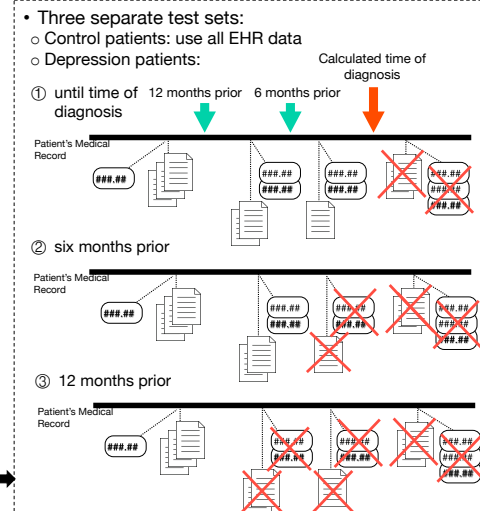 • Three separate test sets:
○ Control patients: use all EHR data
○ Depression patients:
Calculated time of
diagnosis
① until time of
diagnosis
12 months prior
6 months prior
Patient's Medical
Record
###.##
###.##
###.##
###.##
###.##
###.##
###.##
###.##
② six months prior
Patient's Medical
Record
###.##
###.##
###.##
###.##
###.##
###.##
###.##
###.##
③ 12 months prior
Patient's Medical
Record
###.##
###.##
###.##
###.##
###.##
###.##
###.##
###.##